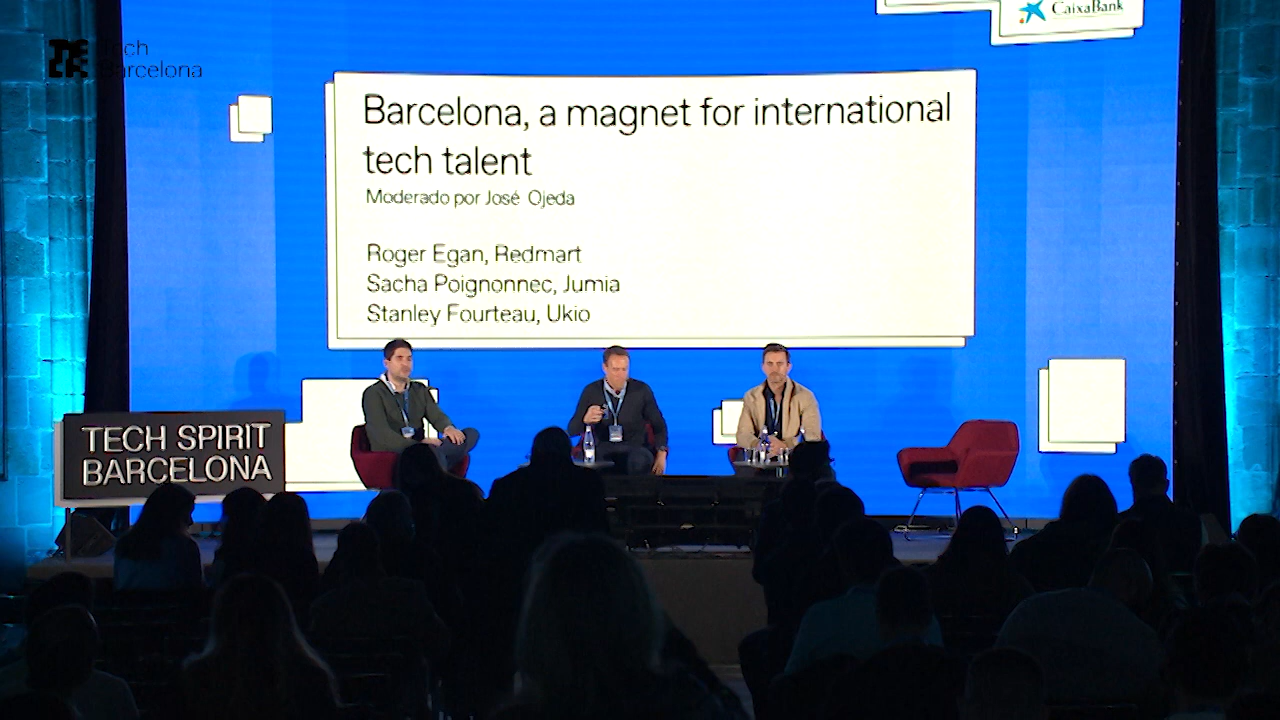 Tech
Barcelona
CaixaBank
Barcelona, a magnet for international
tech talent
Moderado por José Ojeda
Roger Egan, Redmart
Sacha Poignonnec, Jumia
Stanley Fourteau, Ukio
TECH SPIRIT
BARCELONA